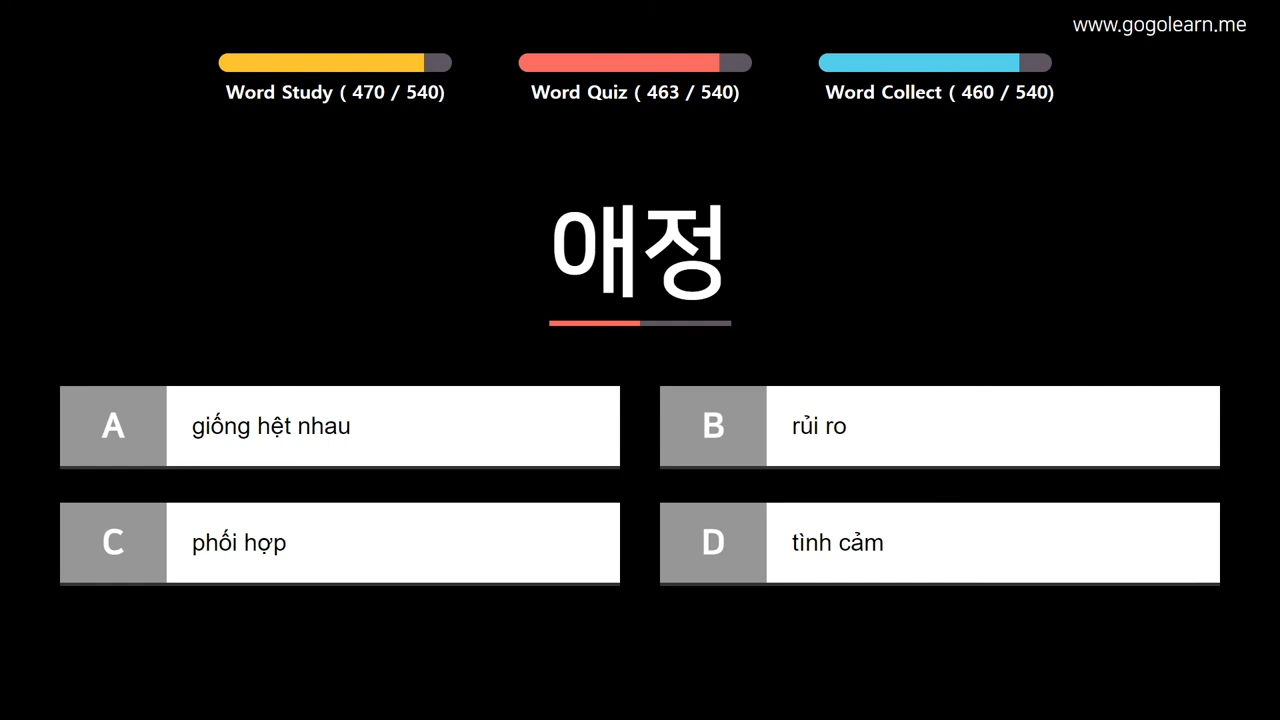 www.gogolearn.me
Word Study ( 470 / 540)
Word Quiz ( 463 / 540)
Word Collect ( 460 / 540)
애정
A
giống hệt nhau
B
rủi ro
C
phối hợp
D
tình cảm